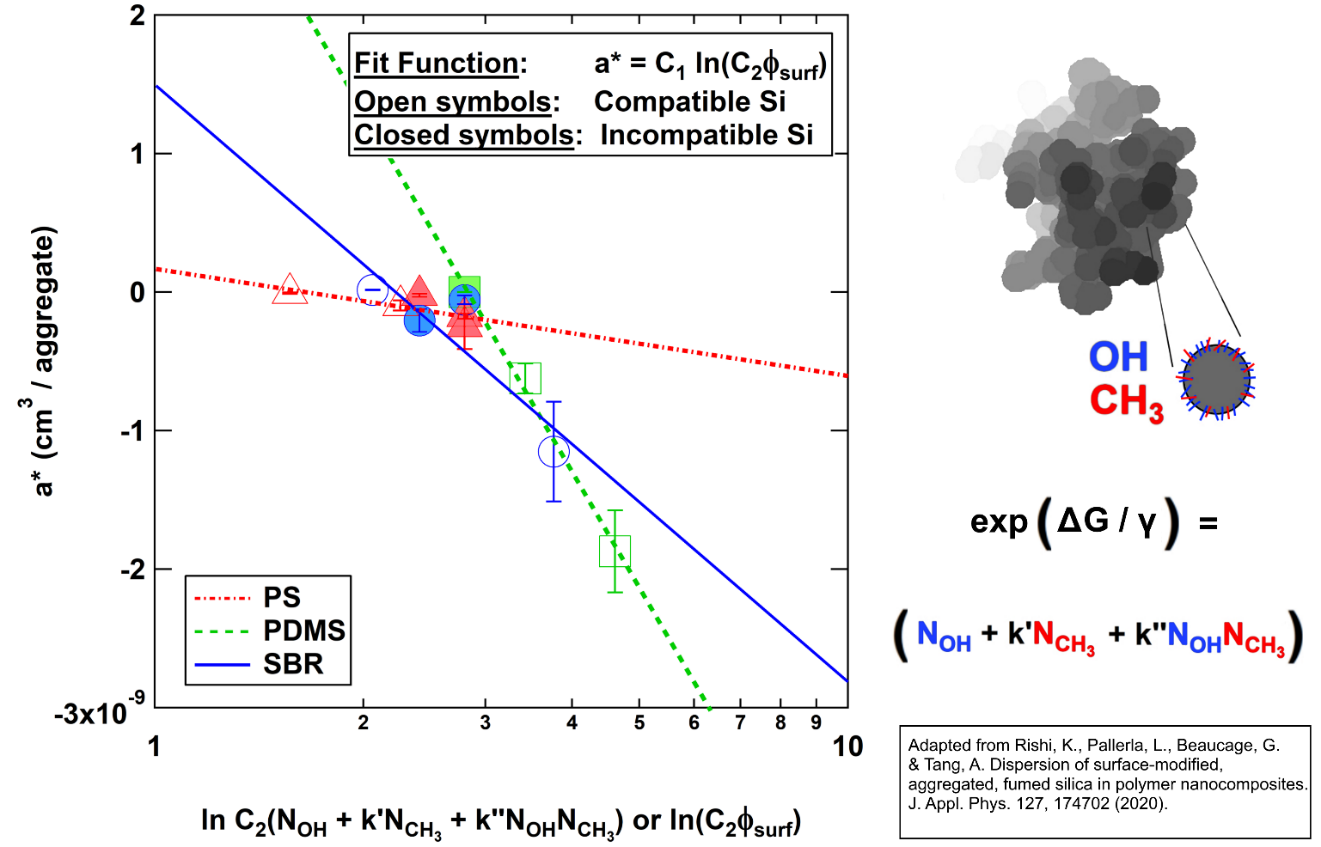 2
1
0
-1
-2
-3x10⁻⁹
a* (cm³ / aggregate)
Fit Function: a* = C₁ ln(C₂ϕsurf)
Open symbols: Compatible Si
Closed symbols: Incompatible Si
PS
PDMS
SBR
1
2
3
4
5
6
7
8
9
10
ln C₂(NOH + k'NCH₃ + k"NOHNCH₃) or ln(C₂ϕsurf)
OH
CH₃
exp(ΔG / γ) =
(NOH + k'NCH₃ + k"NOHNCH₃)
Adapted from Rishi, K., Pallerla, L., Beaucage, G.
& Tang, A. Dispersion of surface-modified,
aggregated, fumed silica in polymer nanocomposites.
J. Appl. Phys. 127, 174702 (2020).